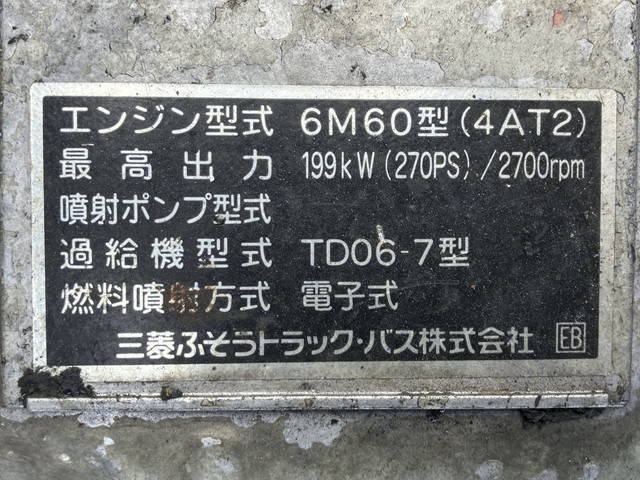 エンジン型式 6M60型(4AT2)
最高出力 199kW(270PS)/2700rpm
噴射ポンプ型式
過給機型式 TD06-7型
燃料噴射方式 電子式
三菱ふそうトラック・バス株式会社 EB